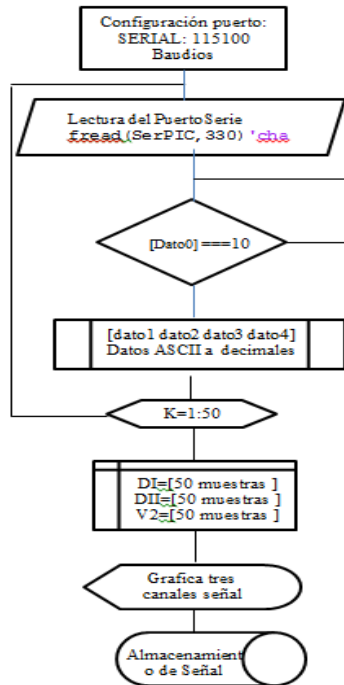 Configuración puerto:
SERIAL: 115100
Baudios
Lectura del Puerto Serie
fread(SerPIC,330) 'cha
[Dato0] ===10
[dato1 dato2 dato3 dato4]
Datos ASCII a decimales
K=1:50
DI=[50 muestras ]
DII=[50 muestras ]
V2=[50 muestras ]
Grafica tres
canales señal
Almacenamient
o de Señal